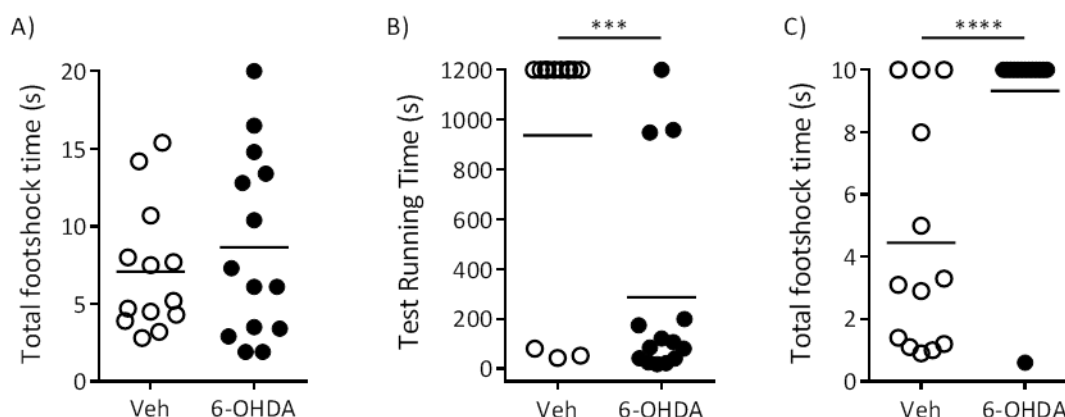 A)
Total footshock time (s)
20
15
10
5
0
Veh
6-OHDA
B)
***
Test Running Time (s)
1200
1000
800
600
400
200
0
Veh
6-OHDA
C)
****
Total footshock time (s)
10
8
6
4
2
0
Veh
6-OHDA